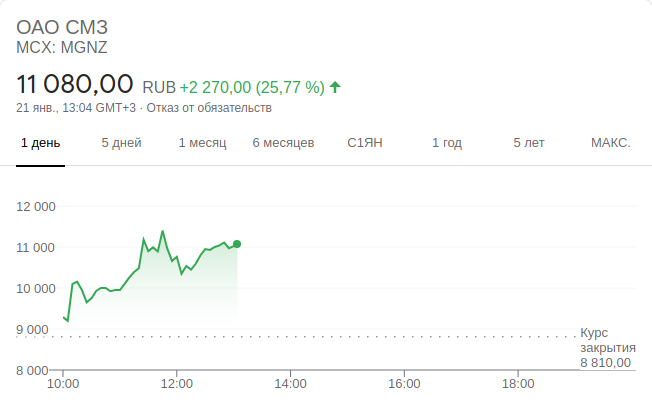 ОАО СМЗ
MCX: MGNZ
11 080,00 RUB +2 270,00 (25,77 %)
21 янв., 13:04 GMT+3 · Отказ от обязательств
1 день 5 дней 1 месяц 6 месяцев С1ЯН 1 год 5 лет МАКС.
12 000
11 000
10 000
9 000
Курс
закрытия
8 810,00
8 000
10:00 12:00 14:00 16:00 18:00